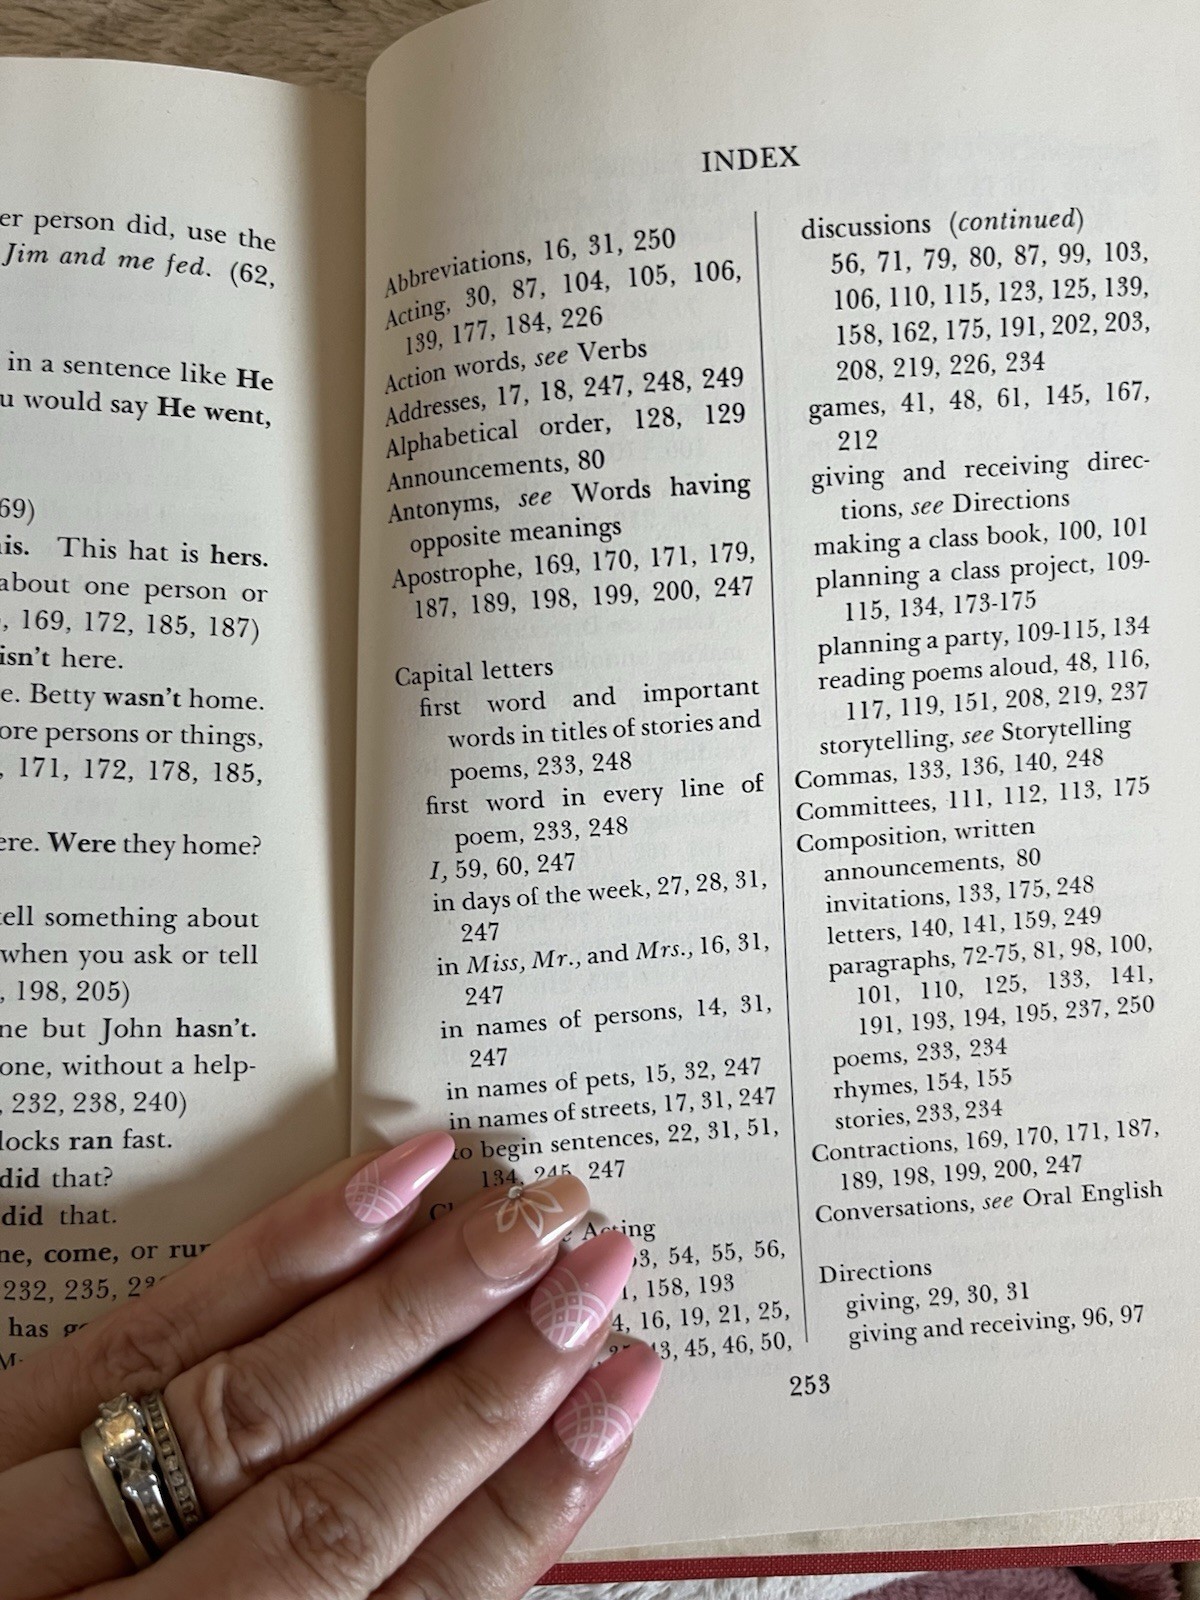 er person did, use the
Jim and me fed. (62,
in a sentence like He
u would say He went,
69)
is. This hat is hers.
about one person or
, 169, 172, 185, 187)
isn't here.
e. Betty wasn't home.
ore persons or things,
, 171, 172, 178, 185,
ere. Were they home?
tell something about
when you ask or tell
, 198, 205)
ne but John hasn't.
one, without a help-
, 232, 238, 240)
locks ran fast.
did that?
did that.
ne, come, or run
232, 235,
has
INDEX
Abbreviations, 16, 31, 250
Acting, 30, 87, 104, 105, 106,
139, 177, 184, 226
Action words, see Verbs
Addresses, 17, 18, 247, 248, 249
Alphabetical order, 128, 129
Announcements, 80
Antonyms, see Words having
opposite meanings
Apostrophe, 169, 170, 171, 179,
187, 189, 198, 199, 200, 247
Capital letters
first word and important
words in titles of stories and
poems, 233, 248
first word in every line of
poem, 233, 248
I, 59, 60, 247
in days of the week, 27, 28, 31,
247
in Miss, Mr., and Mrs., 16, 31,
247
in names of persons, 14, 31,
247
in names of pets, 15, 32, 247
in names of streets, 17, 31, 247
to begin sentences, 22, 31, 51,
134, 245, 247
Acting
53, 54, 55, 56,
1, 158, 193
4, 16, 19, 21, 25,
43, 45, 46, 50,
discussions (continued)
56, 71, 79, 80, 87, 99, 103,
106, 110, 115, 123, 125, 139,
158, 162, 175, 191, 202, 203,
208, 219, 226, 234
games, 41, 48, 61, 145, 167,
212
giving and receiving direc-
tions, see Directions
making a class book, 100, 101
planning a class project, 109-
115, 134, 173-175
planning a party, 109-115, 134
reading poems aloud, 48, 116,
117, 119, 151, 208, 219, 237
storytelling, see Storytelling
Commas, 133, 136, 140, 248
Committees, 111, 112, 113, 175
Composition, written
announcements, 80
invitations, 133, 175, 248
letters, 140, 141, 159, 249
paragraphs, 72-75, 81, 98, 100,
101, 110, 125, 133, 141,
191, 193, 194, 195, 237, 250
poems, 233, 234
rhymes, 154, 155
stories, 233, 234
Contractions, 169, 170, 171, 187,
189, 198, 199, 200, 247
Conversations, see Oral English
Directions
giving, 29, 30, 31
giving and receiving, 96, 97
253